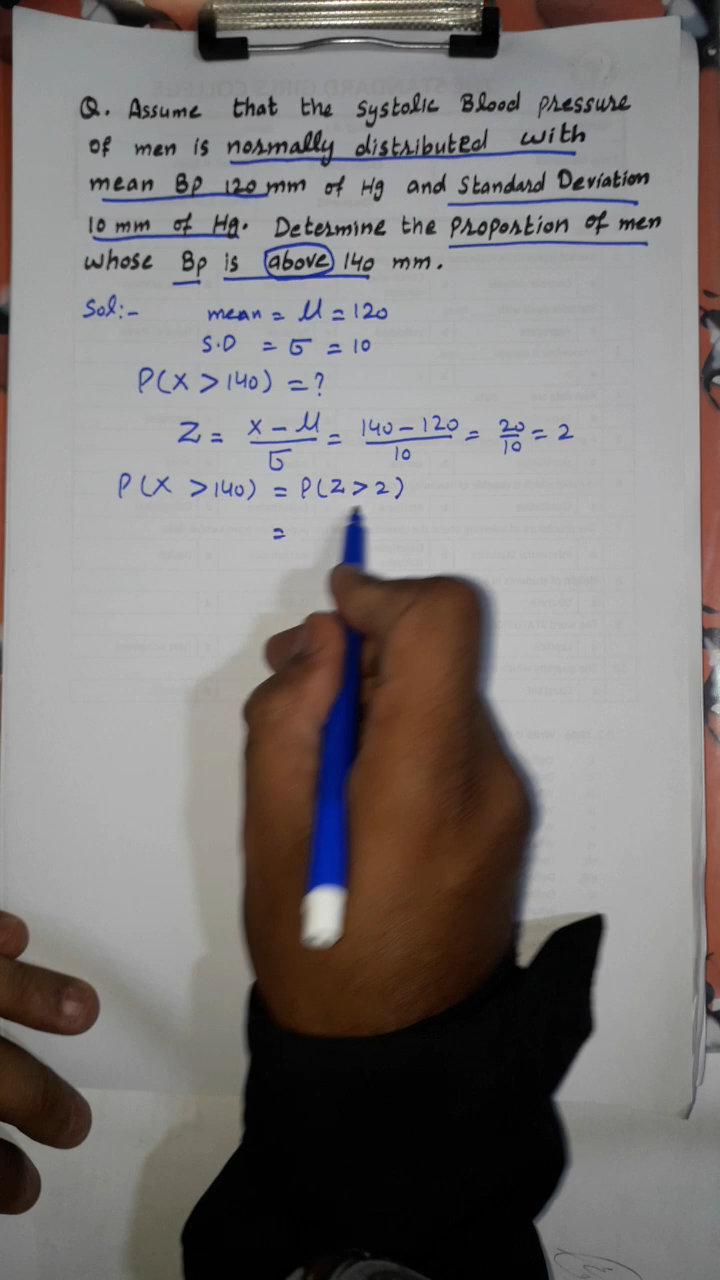 Q. Assume that the systolic Blood pressure
of men is normally distributed with
mean Bp 120 mm of Hg and Standard Deviation
10 mm of Hg. Determine the proportion of men
whose Bp is above 140 mm.
Sol:- mean = μ = 120
S.D = σ = 10
P(X > 140) = ?
Z = X - μ / σ = 140 - 120 / 10 = 20/10 = 2
P(X > 140) = P(Z > 2)
=